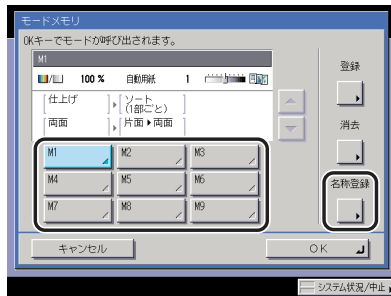 モードメモリ
OKキーでモードが呼び出されます。
M1
100 % 自動用紙 1
登録
仕上げ ソート
(1部ごと)
両面 片面▶両面
消去
M1 M2 M3
M4 M5 M6
名称登録
M7 M8 M9
キャンセル OK
システム状況/中止